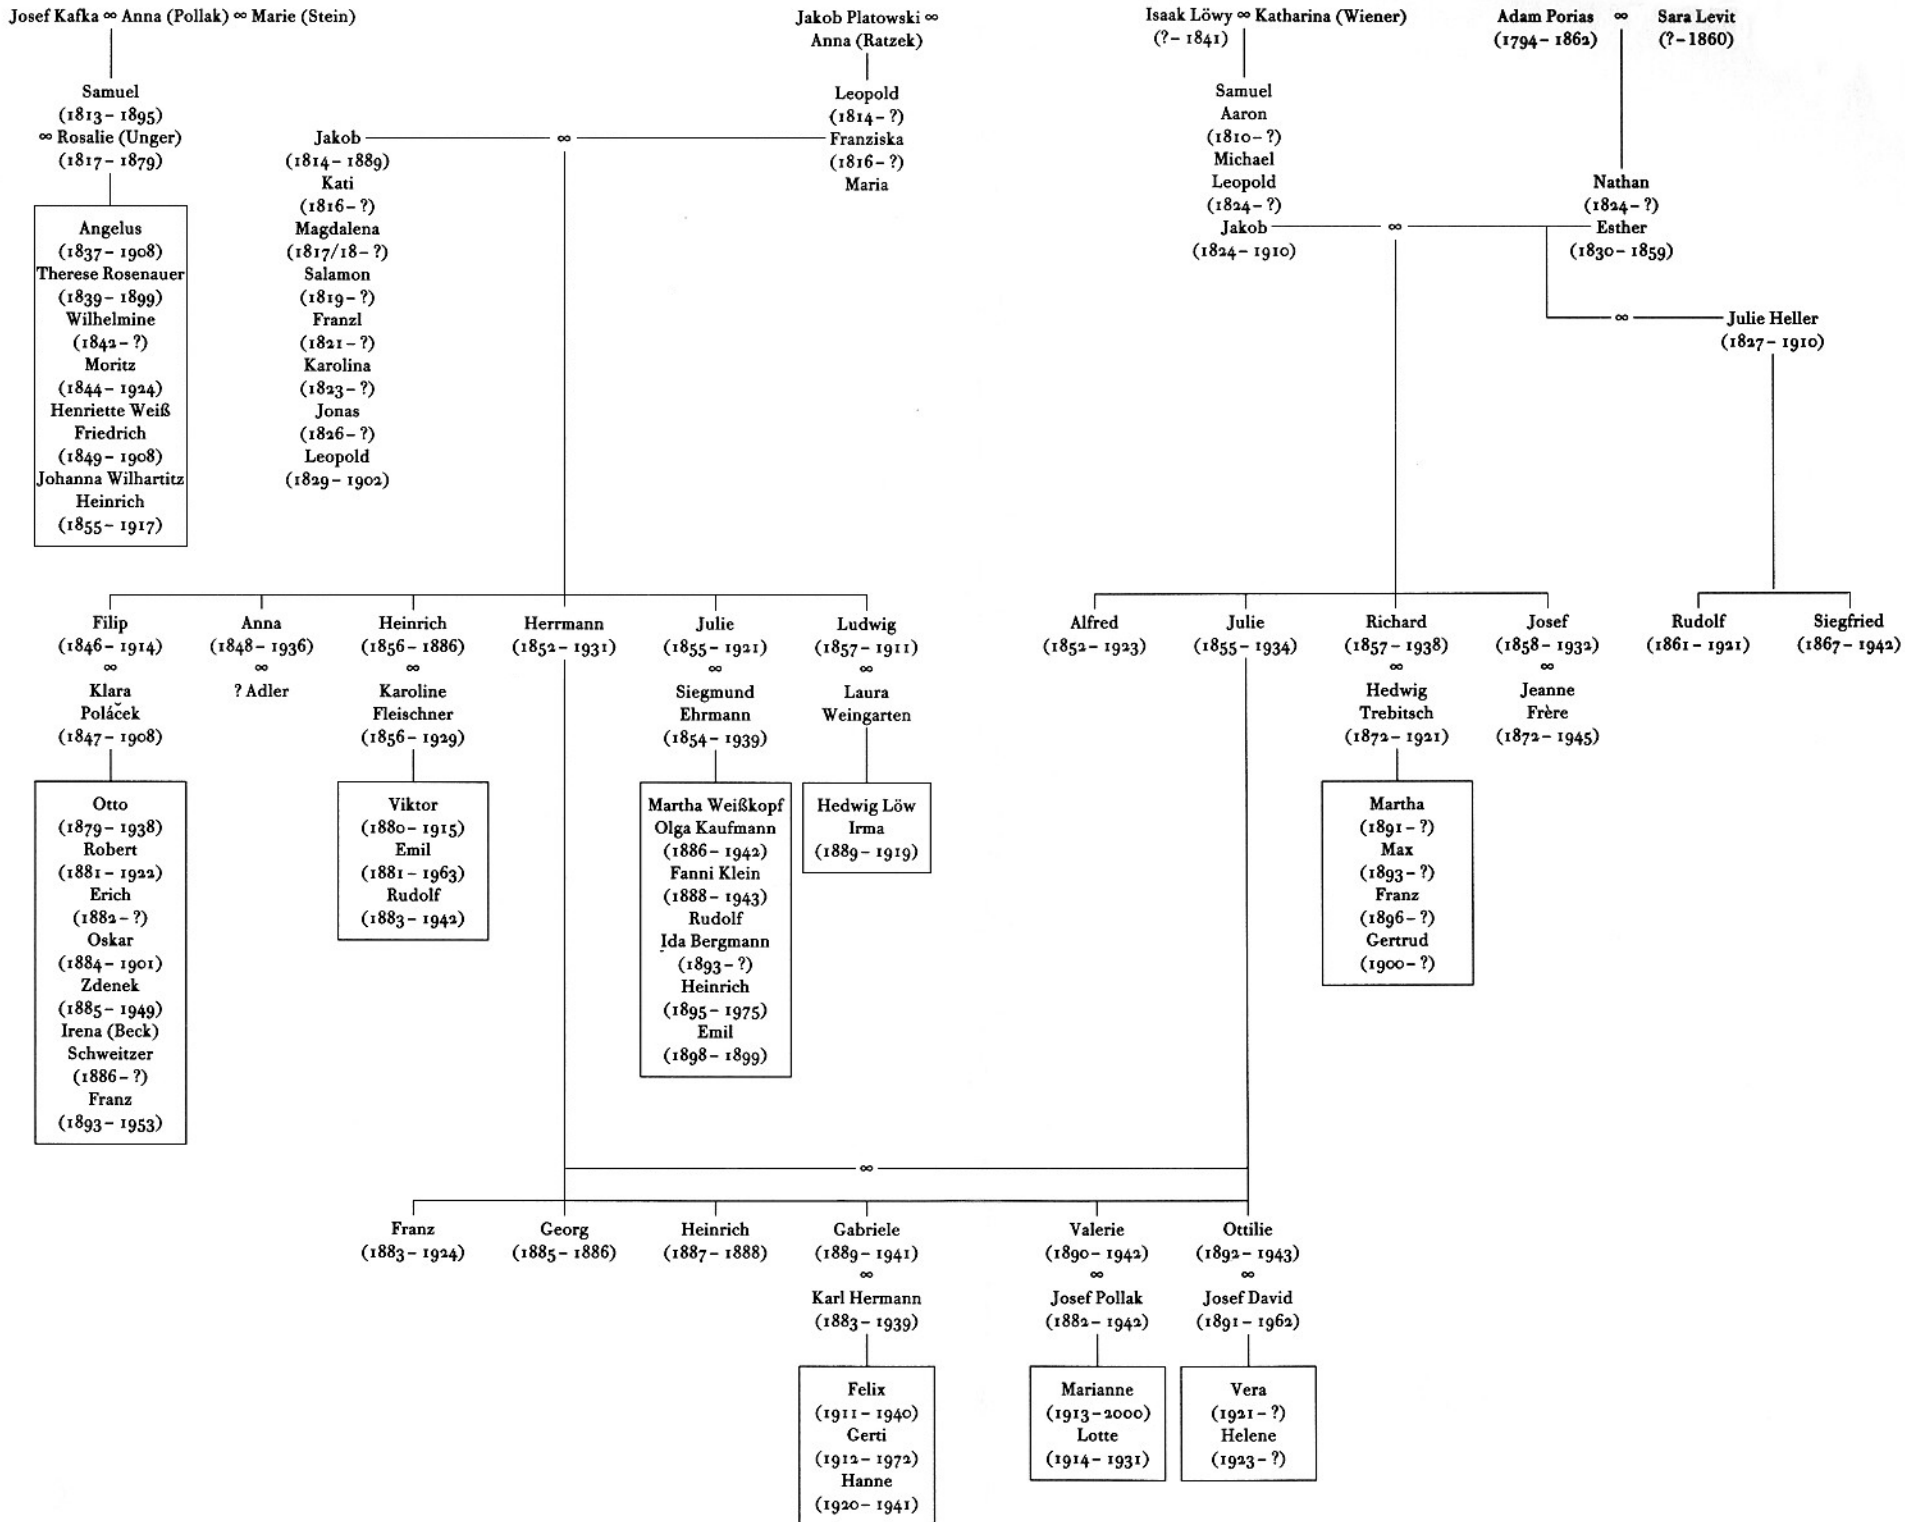 Josef Kafka ∞ Anna (Pollak) ∞ Marie (Stein)
Samuel
(1813 – 1895)
∞ Rosalie (Unger)
(1817 – 1879)
Angelus
(1837 – 1908)
Therese Rosenauer
(1839 – 1899)
Wilhelmine
(1842 – ?)
Moritz
(1844 – 1924)
Henriette Weiß
Friedrich
(1849 – 1908)
Johanna Wilhartitz
Heinrich
(1855 – 1917)
Jakob
(1814 – 1889)
Kati
(1816 – ?)
Magdalena
(1817/18 – ?)
Salamon
(1819 – ?)
Franzl
(1821 – ?)
Karolina
(1823 – ?)
Jonas
(1826 – ?)
Leopold
(1829 – 1902)
∞
Jakob Platowski ∞
Anna (Ratzek)
Leopold
(1814 – ?)
Franziska
(1816 – ?)
Maria
Isaak Löwy ∞ Katharina (Wiener)
(? – 1841)
Samuel
Aaron
(1810 – ?)
Michael
Leopold
(1824 – ?)
Jakob
(1824 – 1910)
∞
Adam Porias ∞ Sara Levit
(1794 – 1862) (? – 1860)
Nathan
(1824 – ?)
Esther
(1830 – 1859)
∞ Julie Heller
(1827 – 1910)
Filip
(1846 – 1914)
∞
Klara
Poláček
(1847 – 1908)
Otto
(1879 – 1938)
Robert
(1881 – 1922)
Erich
(1882 – ?)
Oskar
(1884 – 1901)
Zdenek
(1885 – 1949)
Irena (Beck)
Schweitzer
(1886 – ?)
Franz
(1893 – 1953)
Anna
(1848 – 1936)
∞
? Adler
Heinrich
(1856 – 1886)
∞
Karoline
Fleischner
(1856 – 1929)
Viktor
(1880 – 1915)
Emil
(1881 – 1963)
Rudolf
(1883 – 1942)
Herrmann
(1852 – 1931)
Julie
(1855 – 1921)
∞
Siegmund
Ehrmann
(1854 – 1939)
Martha Weißkopf
Olga Kaufmann
(1886 – 1942)
Fanni Klein
(1888 – 1943)
Rudolf
Ida Bergmann
(1893 – ?)
Heinrich
(1895 – 1975)
Emil
(1898 – 1899)
Ludwig
(1857 – 1911)
∞
Laura
Weingarten
Hedwig Löw
Irma
(1889 – 1919)
Alfred
(1852 – 1923)
Julie
(1855 – 1934)
Richard
(1857 – 1938)
∞
Hedwig
Trebitsch
(1872 – 1921)
Martha
(1891 – ?)
Max
(1893 – ?)
Franz
(1896 – ?)
Gertrud
(1900 – ?)
Josef
(1858 – 1932)
∞
Jeanne
Frère
(1872 – 1945)
Rudolf
(1861 – 1921)
Siegfried
(1867 – 1942)
∞
Franz
(1883 – 1924)
Georg
(1885 – 1886)
Heinrich
(1887 – 1888)
Gabriele
(1889 – 1941)
∞
Karl Hermann
(1883 – 1939)
Felix
(1911 – 1940)
Gerti
(1912 – 1972)
Hanne
(1920 – 1941)
Valerie
(1890 – 1942)
∞
Josef Pollak
(1882 – 1942)
Marianne
(1913 – 2000)
Lotte
(1914 – 1931)
Ottilie
(1892 – 1943)
∞
Josef David
(1891 – 1962)
Vera
(1921 – ?)
Helene
(1923 – ?)